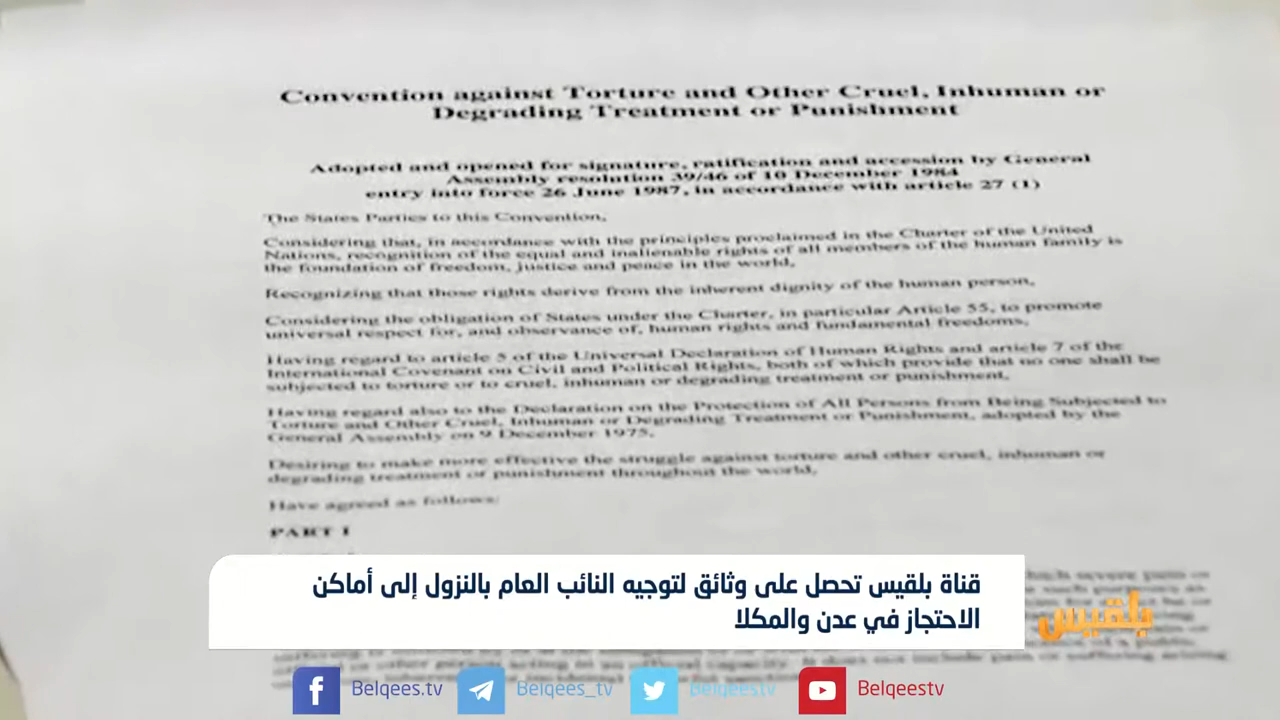 Convention against Torture and Other Cruel, Inhuman or
Degrading Treatment or Punishment
Adopted and opened for signature, ratification and accession by General
Assembly resolution 39/46 of 10 December 1984
entry into force 26 June 1987, in accordance with article 27 (1)
The States Parties to this Convention,
Considering that, in accordance with the principles proclaimed in the Charter of the United
Nations, recognition of the equal and inalienable rights of all members of the human family is
the foundation of freedom, justice and peace in the world,
Recognizing that those rights derive from the inherent dignity of the human person,
Considering the obligation of States under the Charter, in particular Article 55, to promote
universal respect for, and observance of, human rights and fundamental freedoms,
Having regard to article 5 of the Universal Declaration of Human Rights and article 7 of the
International Covenant on Civil and Political Rights, both of which provide that no one shall be
subjected to torture or to cruel, inhuman or degrading treatment or punishment,
Having regard also to the Declaration on the Protection of All Persons from Being Subjected to
Torture and Other Cruel, Inhuman or Degrading Treatment or Punishment, adopted by the
General Assembly on 9 December 1975,
Desiring to make more effective the struggle against torture and other cruel, inhuman or
degrading treatment or punishment throughout the world,
Have agreed as follows:
PART I
قناة بلقيس تحصل على وثائق لتوجيه النائب العام بالنزول إلى أماكن
الاحتجاز في عدن والمكلا
بلقيس
Belqees.tv
Belqees_tv
belqeestv
Belqeestv